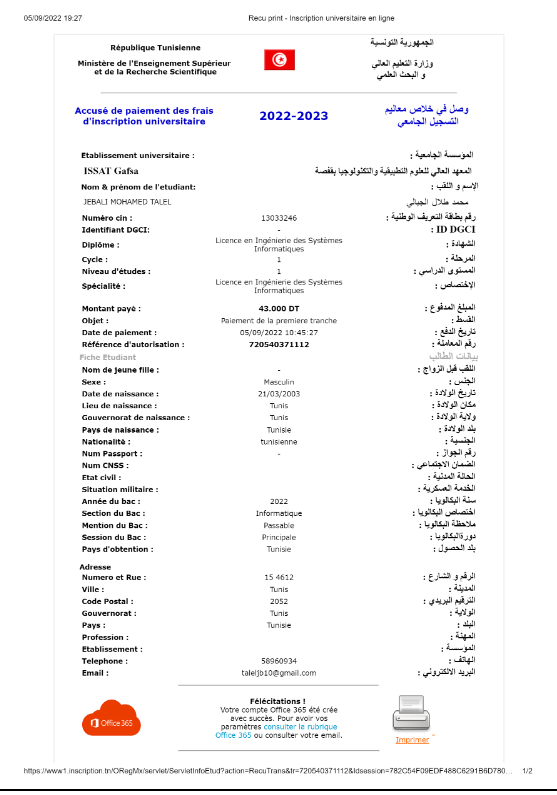 05/09/2022 19:27 Recu print - Inscription universitaire en ligne
République Tunisienne الجمهورية التونسية
Ministère de l'Enseignement Supérieur وزارة التعليم العالي
et de la Recherche Scientifique و البحث العلمي
Accusé de paiement des frais 2022-2023 وصل في خلاص معاليم
d'inscription universitaire التسجيل الجامعي
Etablissement universitaire : المؤسسة الجامعية :
ISSAT Gafsa المعهد العالي للعلوم التطبيقية والتكنولوجيا بقفصة
Nom & prénom de l'etudiant: الإسم و اللقب :
JEBALI MOHAMED TALEL محمد طلال الجبالي
Numéro cin : 13033246 رقم بطاقة التعريف الوطنية :
Identifiant DGCI: - ID DGCI :
Diplôme : Licence en Ingénierie des Systèmes Informatiques الشهادة :
Cycle : 1 المرحلة :
Niveau d'études : 1 المستوى الدراسي :
Spécialité : Licence en Ingénierie des Systèmes Informatiques الإختصاص :
Montant payé : 43.000 DT المبلغ المدفوع :
Objet : Paiement de la premiere tranche القسط :
Date de paiement : 05/09/2022 10:45:27 تاريخ الدفع :
Référence d'autorisation : 720540371112 رقم المعاملة :
Fiche Etudiant بيانات الطالب
Nom de jeune fille : - اللقب قبل الزواج :
Sexe : Masculin الجنس :
Date de naissance : 21/03/2003 تاريخ الولادة :
Lieu de naissance : Tunis مكان الولادة :
Gouvernorat de naissance : Tunis ولاية الولادة :
Pays de naissance : Tunisie بلد الولادة :
Nationalité : tunisienne الجنسية :
Num Passport : - رقم الجواز :
Num CNSS : الضمان الاجتماعي :
Etat civil : الحالة المدنية :
Situation militaire : الخدمة العسكرية :
Année du bac : 2022 سنة البكالوريا :
Section du Bac : Informatique اختصاص البكالوريا :
Mention du Bac : Passable ملاحظة البكالوريا :
Session du Bac : Principale دورةالبكالوريا :
Pays d'obtention : Tunisie بلد الحصول :
Adresse
Numero et Rue : 15 4612 الرقم و الشارع :
Ville : Tunis المدينة :
Code Postal : 2052 الترقيم البريدي :
Gouvernorat : Tunis الولاية :
Pays : Tunisie البلد :
Profession : المهنة :
Etablissement : المؤسسة :
Telephone : 58960934 الهاتف :
Email : taleljb10@gmail.com البريد الالكتروني :
Félécitations !
Votre compte Office 365 été crée
avec succès. Pour avoir vos
paramètres consulter la rubrique
Office 365 ou consulter votre email.
Office 365
Imprimer
https://www1.inscription.tn/ORegMx/servlet/ServletInfoEtud?action=RecuTrans&tr=720540371112&Idsession=782C54F09EDF488C6291B6D780... 1/2